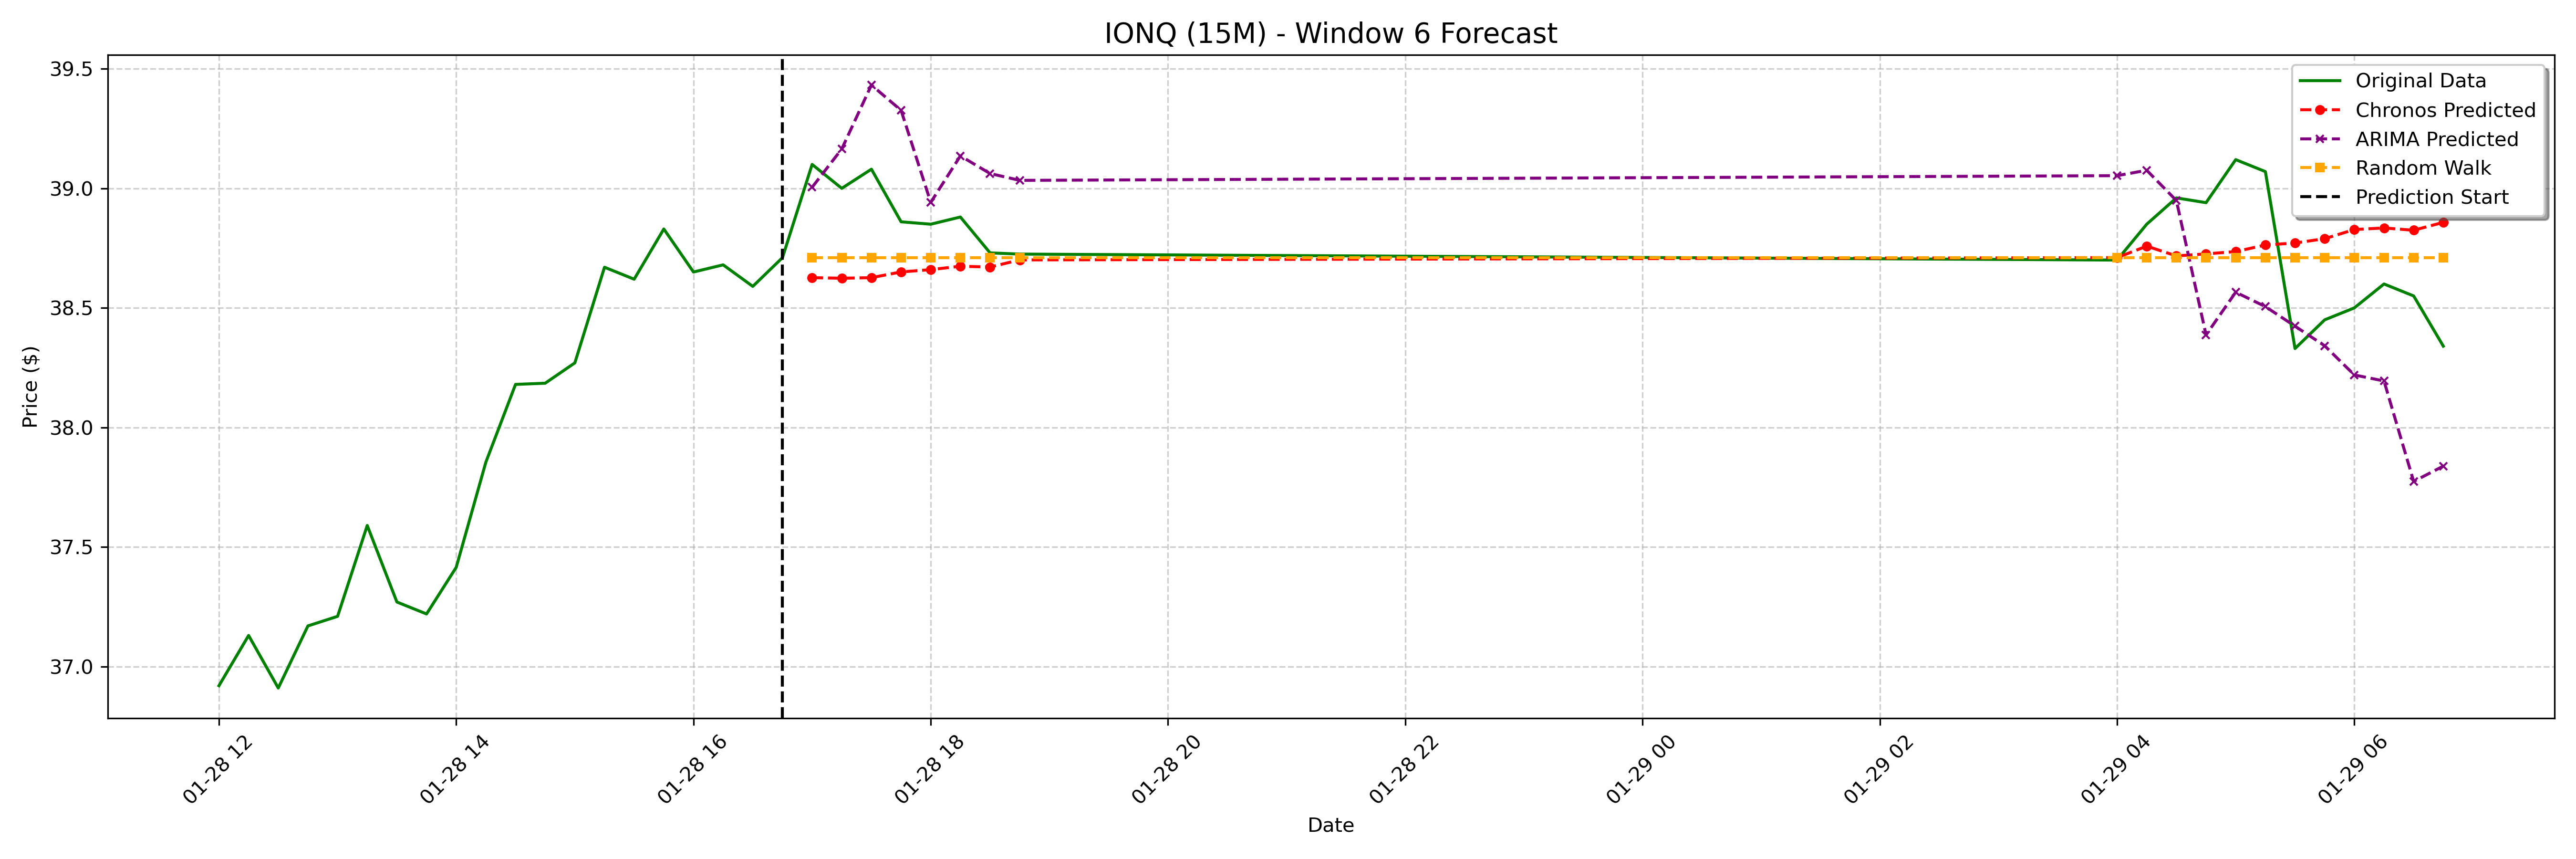 IONQ (15M) - Window 6 Forecast
39.5
39.0
38.5
38.0
37.5
37.0
Price ($)
Original Data
Chronos Predicted
ARIMA Predicted
Random Walk
Prediction Start
01-28 12
01-28 14
01-28 16
01-28 18
01-28 20
01-28 22
01-29 00
01-29 02
01-29 04
01-29 06
Date